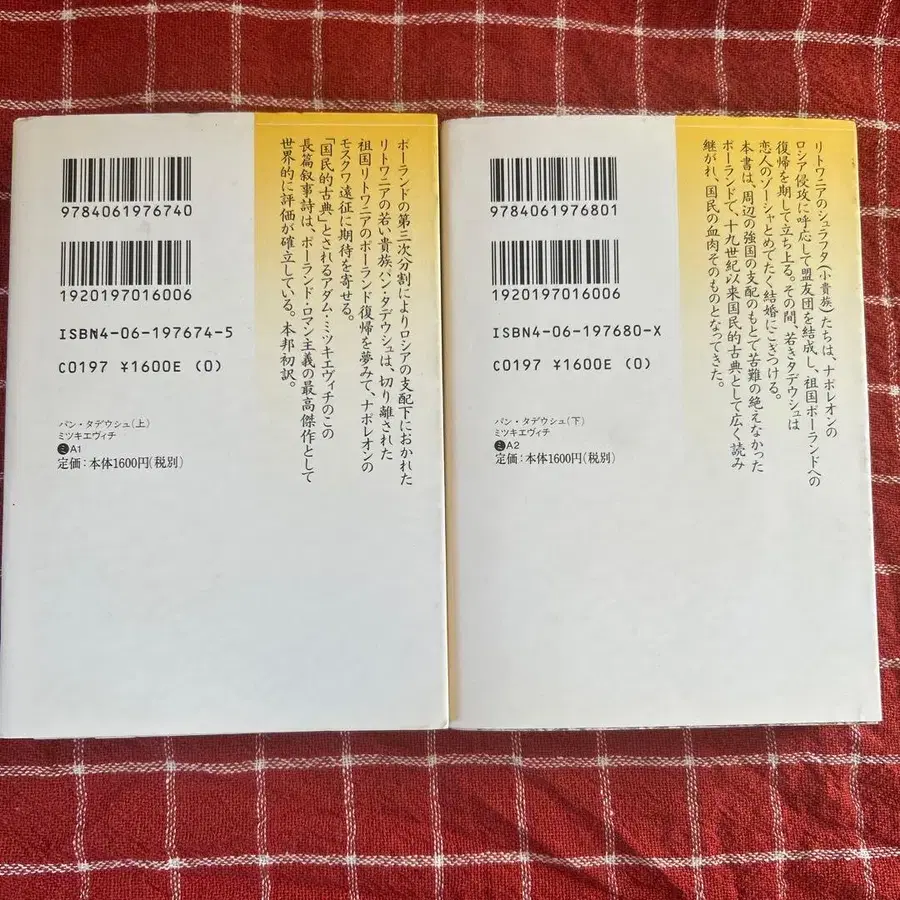 9784061976740
1920197016006
ISBN4-06-197674-5
C0197 ¥1600E (0)
パン・タデウシュ(上)
ミツキエヴィチ
ミA1
定価:本体1600円(税別)
ポーランドの第三次分割によりロシアの支配下におかれた
リトワニアの若い貴族パン・タデウシュは、切り離された
祖国リトワニアのポーランド復帰を夢みて、ナポレオンの
モスクワ遠征に期待を寄せる。
「国民的古典」とされるアダム・ミツキエヴィチのこの
長篇叙事詩は、ポーランド・ロマン主義の最高傑作として
世界的に評価が確立している。本邦初訳。
9784061976801
1920197016006
ISBN4-06-197680-X
C0197 ¥1600E (0)
パン・タデウシュ(下)
ミツキエヴィチ
ミA2
定価:本体1600円(税別)
リトワニアのシュラフタ(小貴族)たちは、ナポレオンの
ロシア侵攻に呼応して盟友団を結成し、祖国ポーランドへの
復帰を期して立ち上る。その間、若きタデウシュは
恋人のゾーシャとめでたく結婚にこぎつける。
本書は、周辺の強国の支配のもとで苦難の絶えなかった
ポーランドで、十九世紀以来国民的古典として広く読み
継がれ、国民の血肉そのものとなってきた。